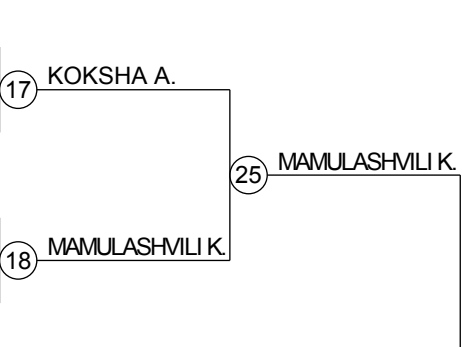 KOKSHA A.
17
MAMULASHVILI K.
25
MAMULASHVILI K.
18